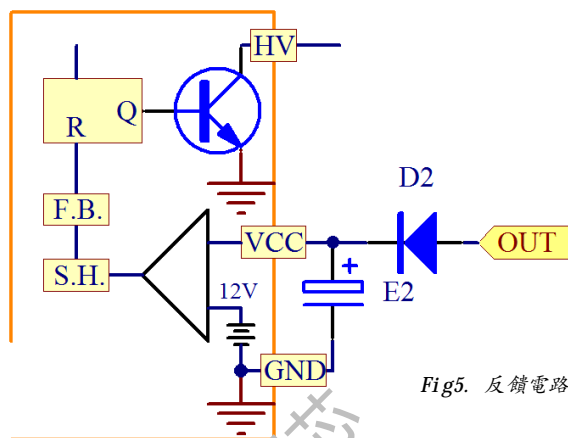 HV
Q
R
D2
F.B.
VCC
OUT
S.H.
12V
+
E2
GND
Fig5. 反饋電路